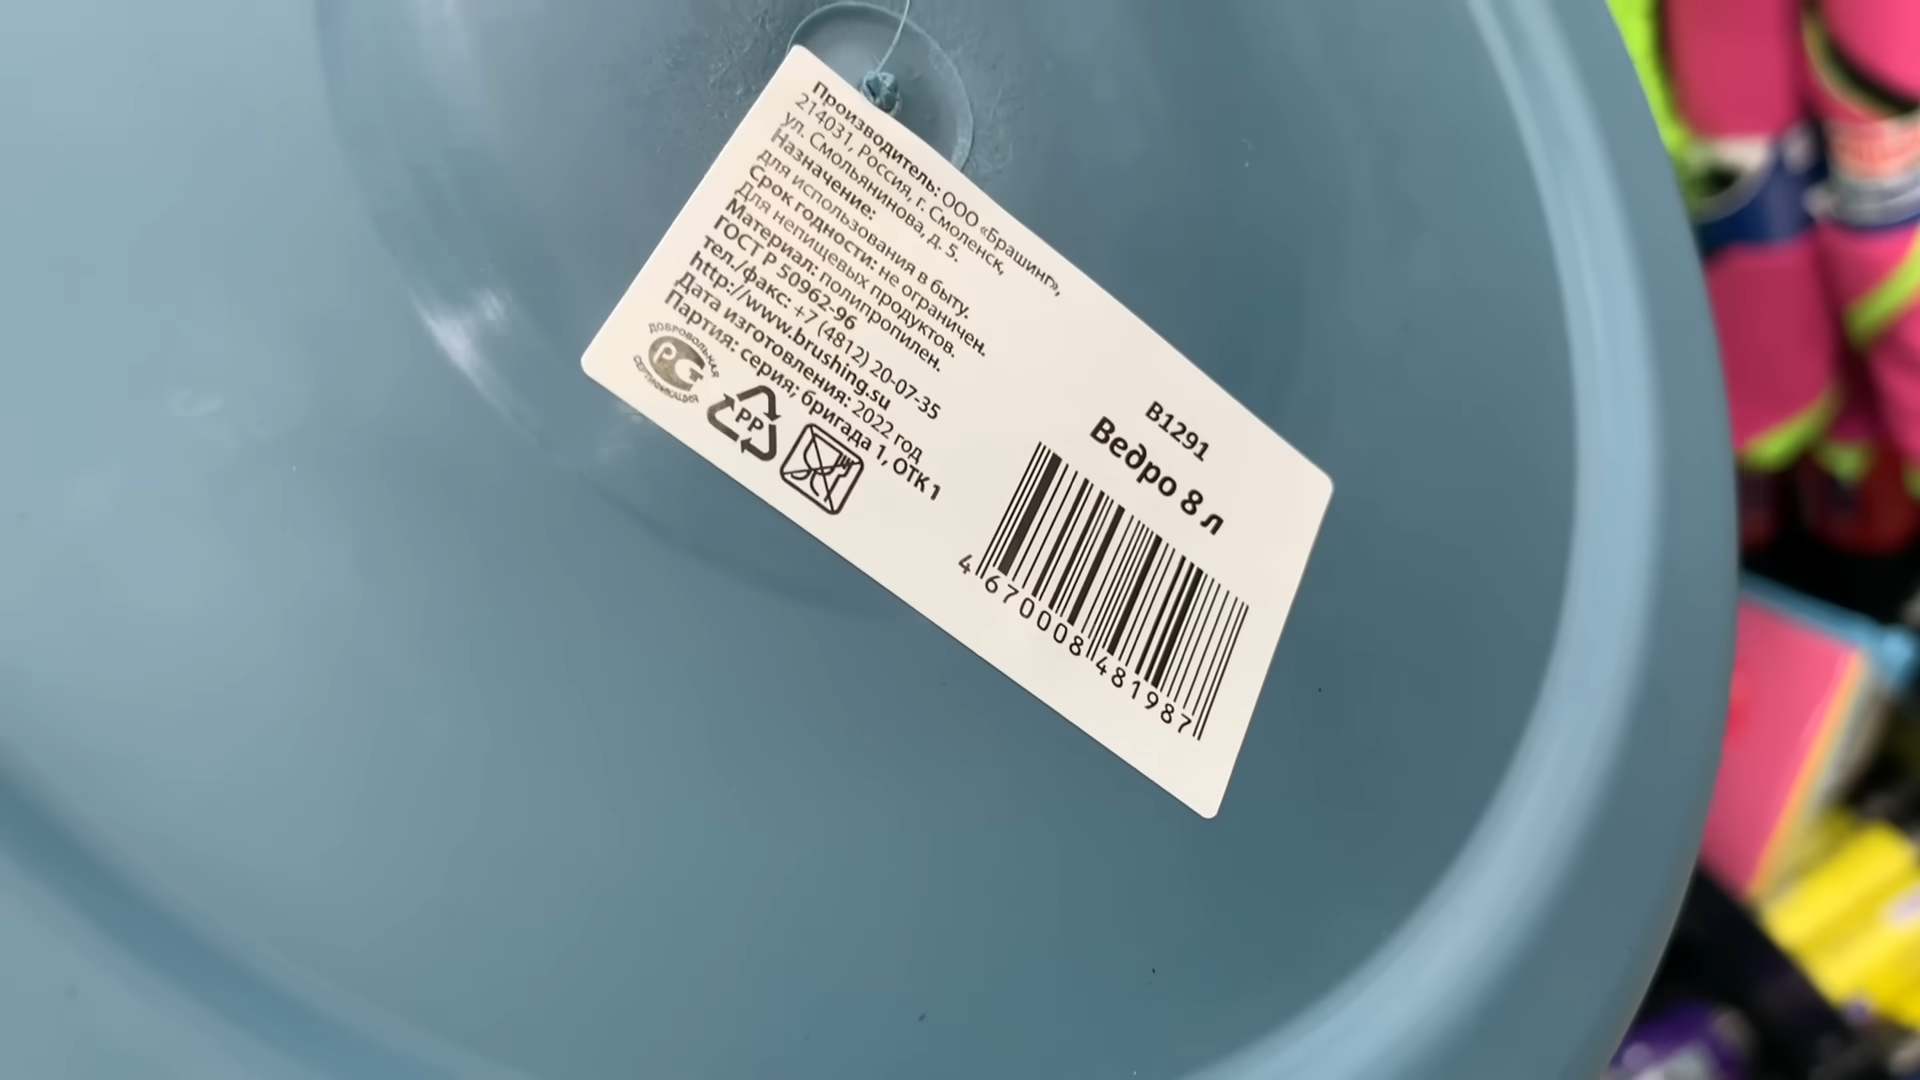 Производитель: ООО «Брашинг»,
214031, Россия, г. Смоленск,
ул. Смольянинова, д. 5.
Назначение:
для использования в быту.
Срок годности: не ограничен.
Для непищевых продуктов.
Материал: полипропилен.
ГОСТ Р 50962-96
тел./факс: +7 (4812) 20-07-35
http://www.brushing.su
Дата изготовления: 2022 год
Партия: серия; бригада 1, ОТК 1
ДОБРОВОЛЬНАЯ
РСТ
СЕРТИФИКАЦИЯ
PP
В1291
Ведро 8 л
4 670008 481987